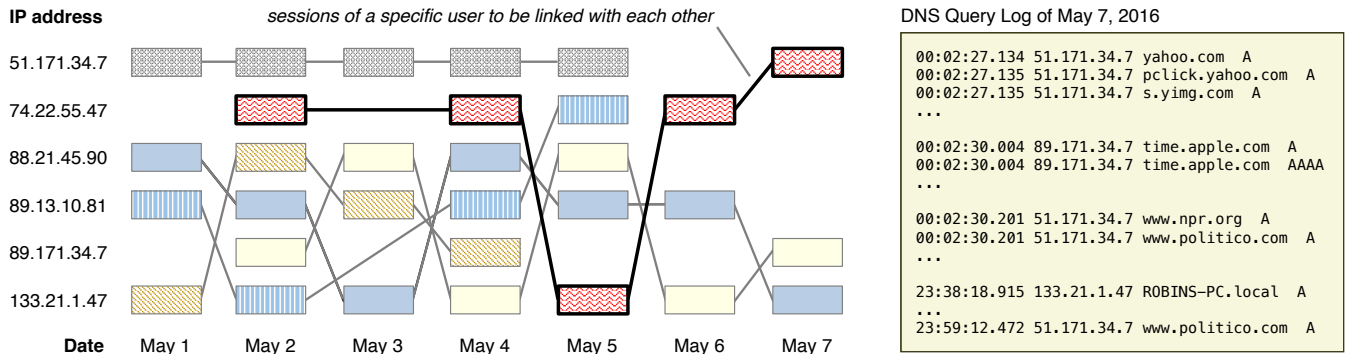 IP address
sessions of a specific user to be linked with each other
51.171.34.7
74.22.55.47
88.21.45.90
89.13.10.81
89.171.34.7
133.21.1.47
Date May 1 May 2 May 3 May 4 May 5 May 6 May 7
DNS Query Log of May 7, 2016
00:02:27.134 51.171.34.7 yahoo.com A
00:02:27.135 51.171.34.7 pclick.yahoo.com A
00:02:27.135 51.171.34.7 s.yimg.com A
...
00:02:30.004 89.171.34.7 time.apple.com A
00:02:30.004 89.171.34.7 time.apple.com AAAA
...
00:02:30.201 51.171.34.7 www.npr.org A
00:02:30.201 51.171.34.7 www.politico.com A
...
23:38:18.915 133.21.1.47 ROBINS-PC.local A
...
23:59:12.472 51.171.34.7 www.politico.com A